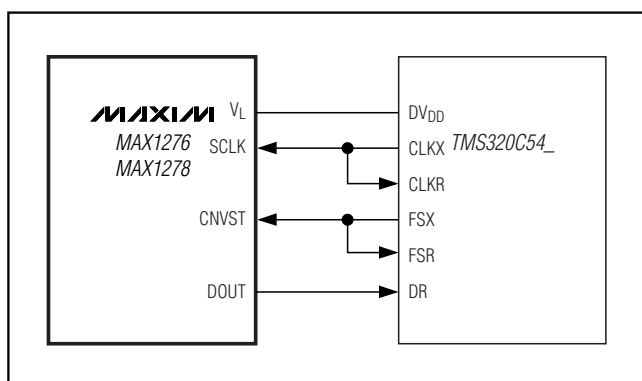 MAXIM
MAX1276
MAX1278
VL
SCLK
CNVST
DOUT
DVDD
CLKX
CLKR
FSX
FSR
DR
TMS320C54_